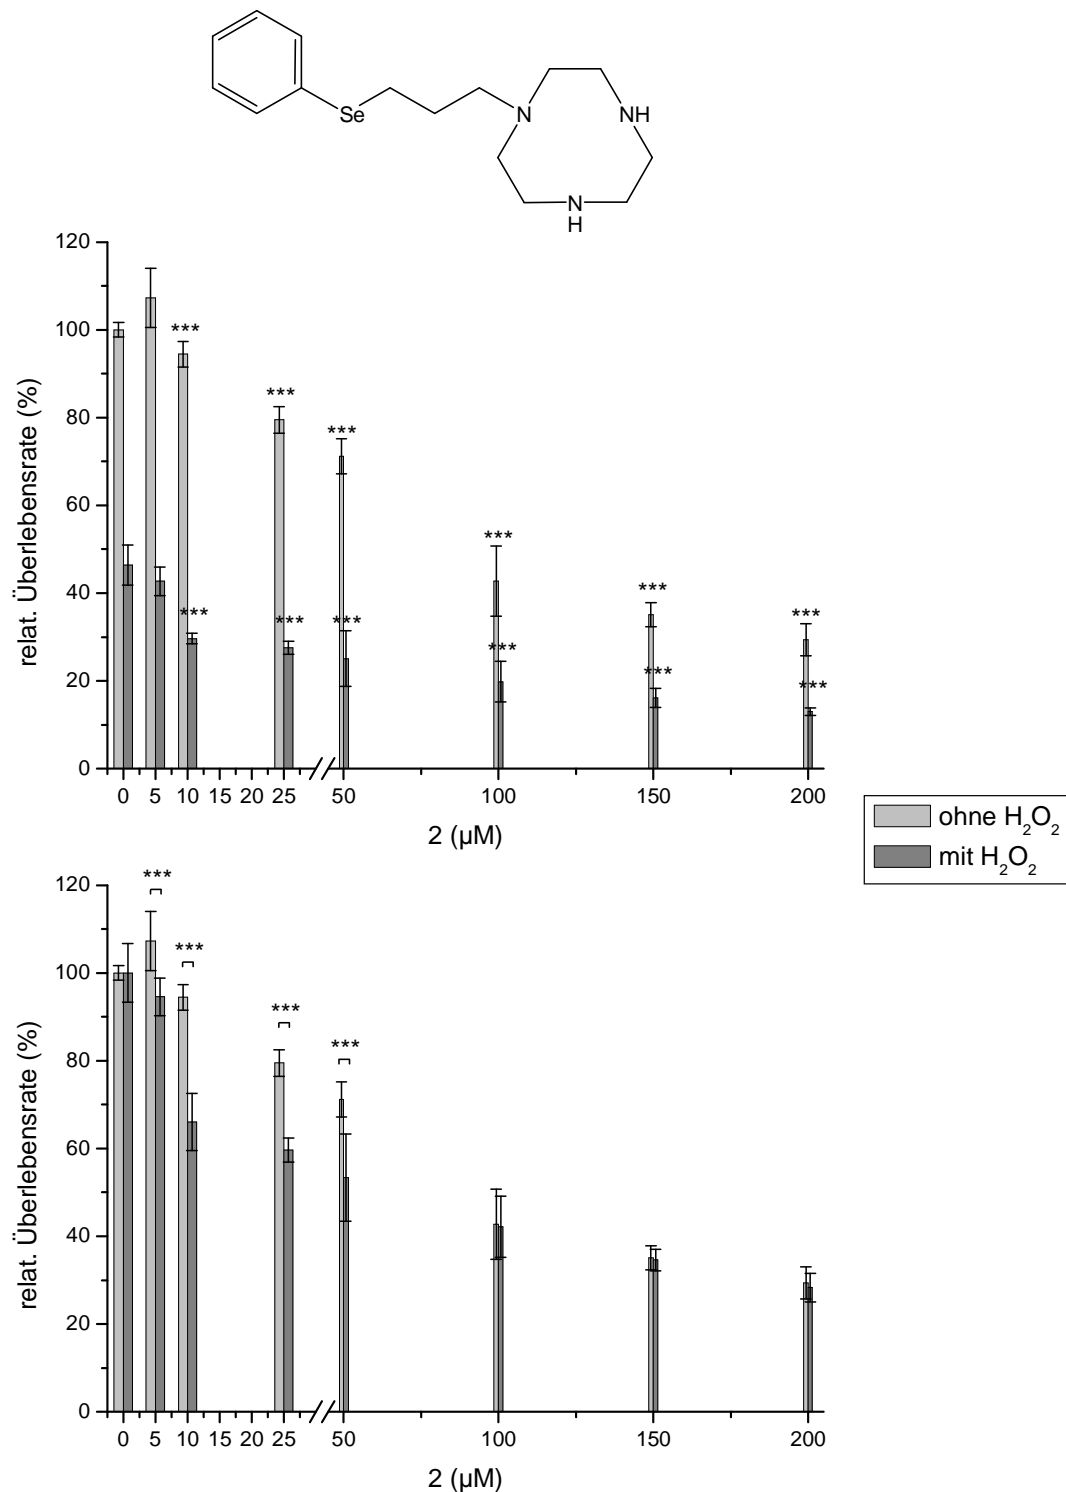 Se
N
NH
N
H
120
100
80
60
40
20
0
relat. Überlebensrate (%)
***
***
***
***
***
***
***
***
***
***
***
***
0 5 10 15 20 25 50 100 150 200
2 (µM)
ohne H₂O₂
mit H₂O₂
120
100
80
60
40
20
0
relat. Überlebensrate (%)
***
***
***
***
0 5 10 15 20 25 50 100 150 200
2 (µM)